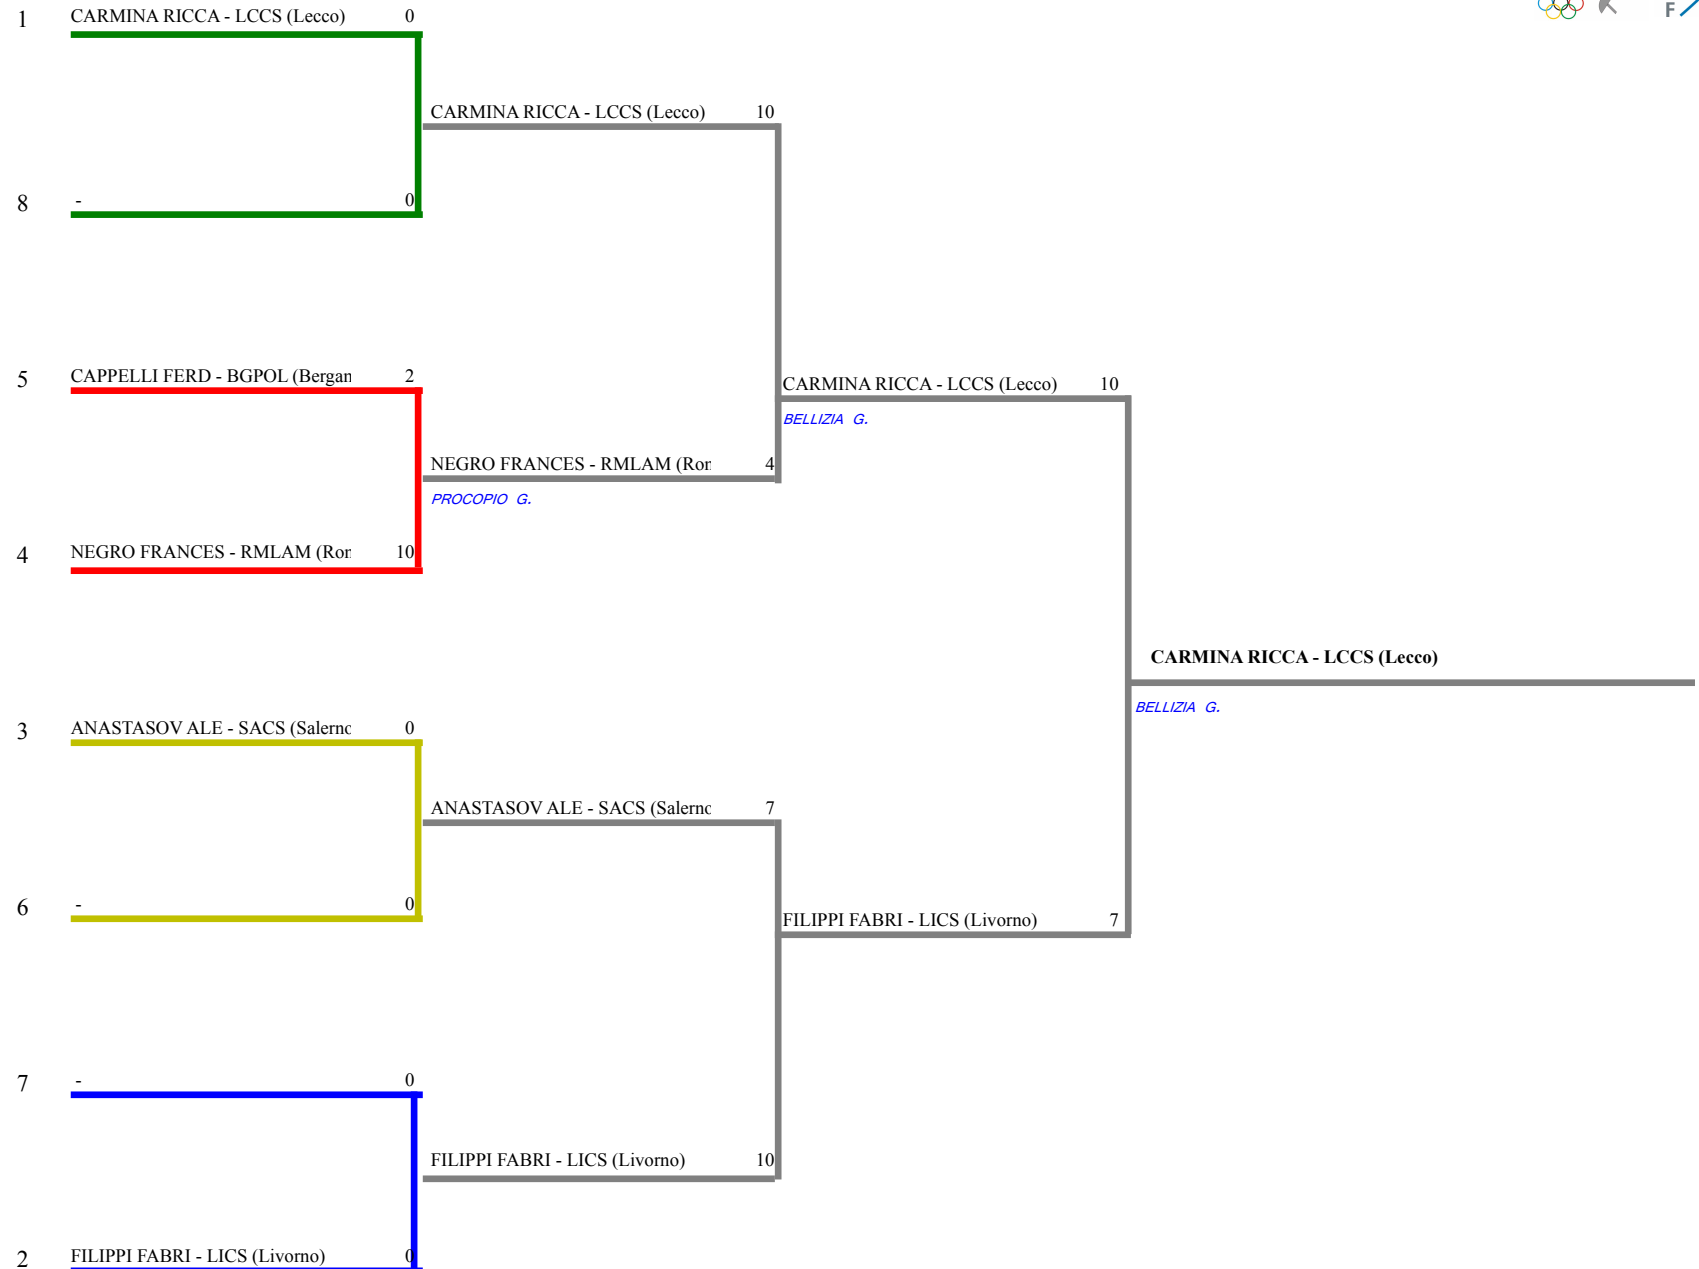 1 CARMINA RICCA - LCCS (Lecco) 0
F
CARMINA RICCA - LCCS (Lecco) 10
8 - 0
5 CAPPELLI FERD - BGPOL (Bergan 2
CARMINA RICCA - LCCS (Lecco) 10
BELLIZIA G.
NEGRO FRANCES - RMLAM (Ror 4
PROCOPIO G.
4 NEGRO FRANCES - RMLAM (Ror 10
CARMINA RICCA - LCCS (Lecco)
BELLIZIA G.
3 ANASTASOV ALE - SACS (Salerno 0
ANASTASOV ALE - SACS (Salerno 7
6 - 0
FILIPPI FABRI - LICS (Livorno) 7
7 - 0
FILIPPI FABRI - LICS (Livorno) 10
2 FILIPPI FABRI - LICS (Livorno) 0